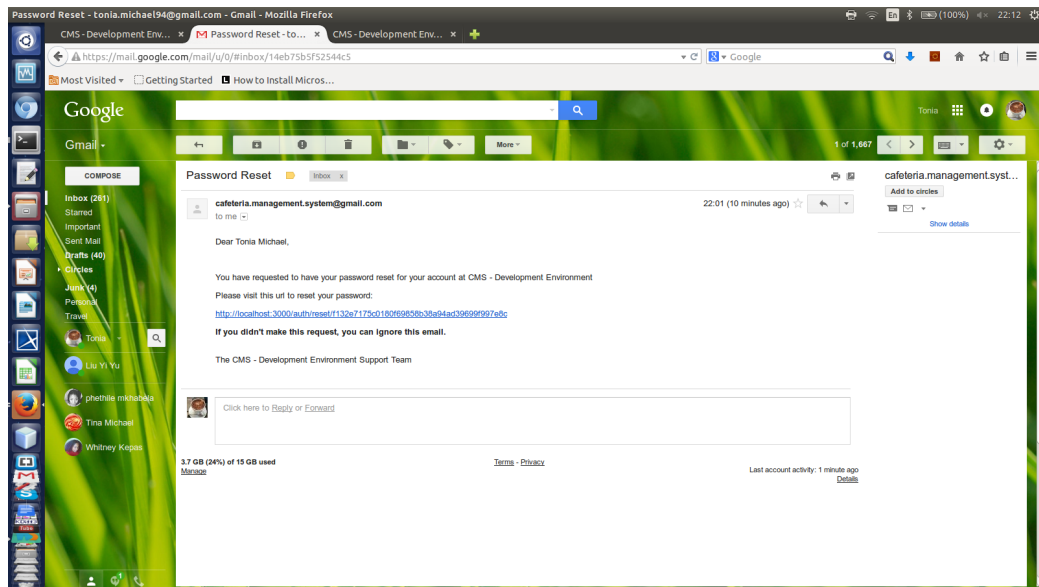 Password Reset - tonia.michael94@gmail.com - Gmail - Mozilla Firefox
En (100%) 22:12
CMS - Development Env... × Password Reset - to... × CMS - Development Env... ×
https://mail.google.com/mail/u/0/#inbox/14eb75b5f52544c5
Google
Most Visited Getting Started How to Install Micros...
Google
Tonia
Gmail
More
1 of 1,667
COMPOSE
Inbox (261)
Starred
Important
Sent Mail
Drafts (40)
Circles
Junk (4)
Personal
Travel
Tonia
Liu Yi Yu
phethile mkhabela
Tina Michael
Whitney Kepas
Password Reset
Inbox x
cafeteria.management.system@gmail.com
22:01 (10 minutes ago)
to me
Dear Tonia Michael,
You have requested to have your password reset for your account at CMS - Development Environment
Please visit this url to reset your password:
http://localhost:3000/auth/reset/f132e7175c0180f69858b38a94ad39699f997e8c
If you didn't make this request, you can ignore this email.
The CMS - Development Environment Support Team
Click here to Reply or Forward
3.7 GB (24%) of 15 GB used
Manage
Terms - Privacy
Last account activity: 1 minute ago
Details
cafeteria.management.syst...
Add to circles
Show details